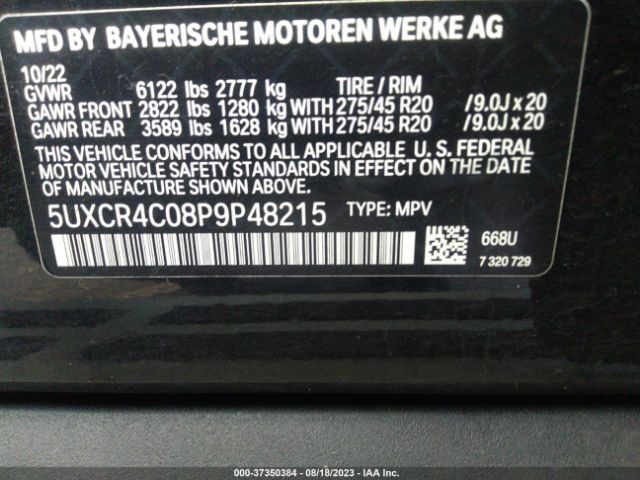 MFD BY BAYERISCHE MOTOREN WERKE AG
10/22
GVWR 6122 lbs 2777 kg TIRE / RIM
GAWR FRONT 2822 lbs 1280 kg WITH 275/45 R20 /9.0J x 20
GAWR REAR 3589 lbs 1628 kg WITH 275/45 R20 /9.0J x 20
THIS VEHICLE CONFORMS TO ALL APPLICABLE U. S. FEDERAL
MOTOR VEHICLE SAFETY STANDARDS IN EFFECT ON THE DATE
OF MANUFACTURE SHOWN ABOVE.
5UXCR4C08P9P48215 TYPE: MPV
668U
7 320 729
000-37350384 - 08/18/2023 - IAAI.COM